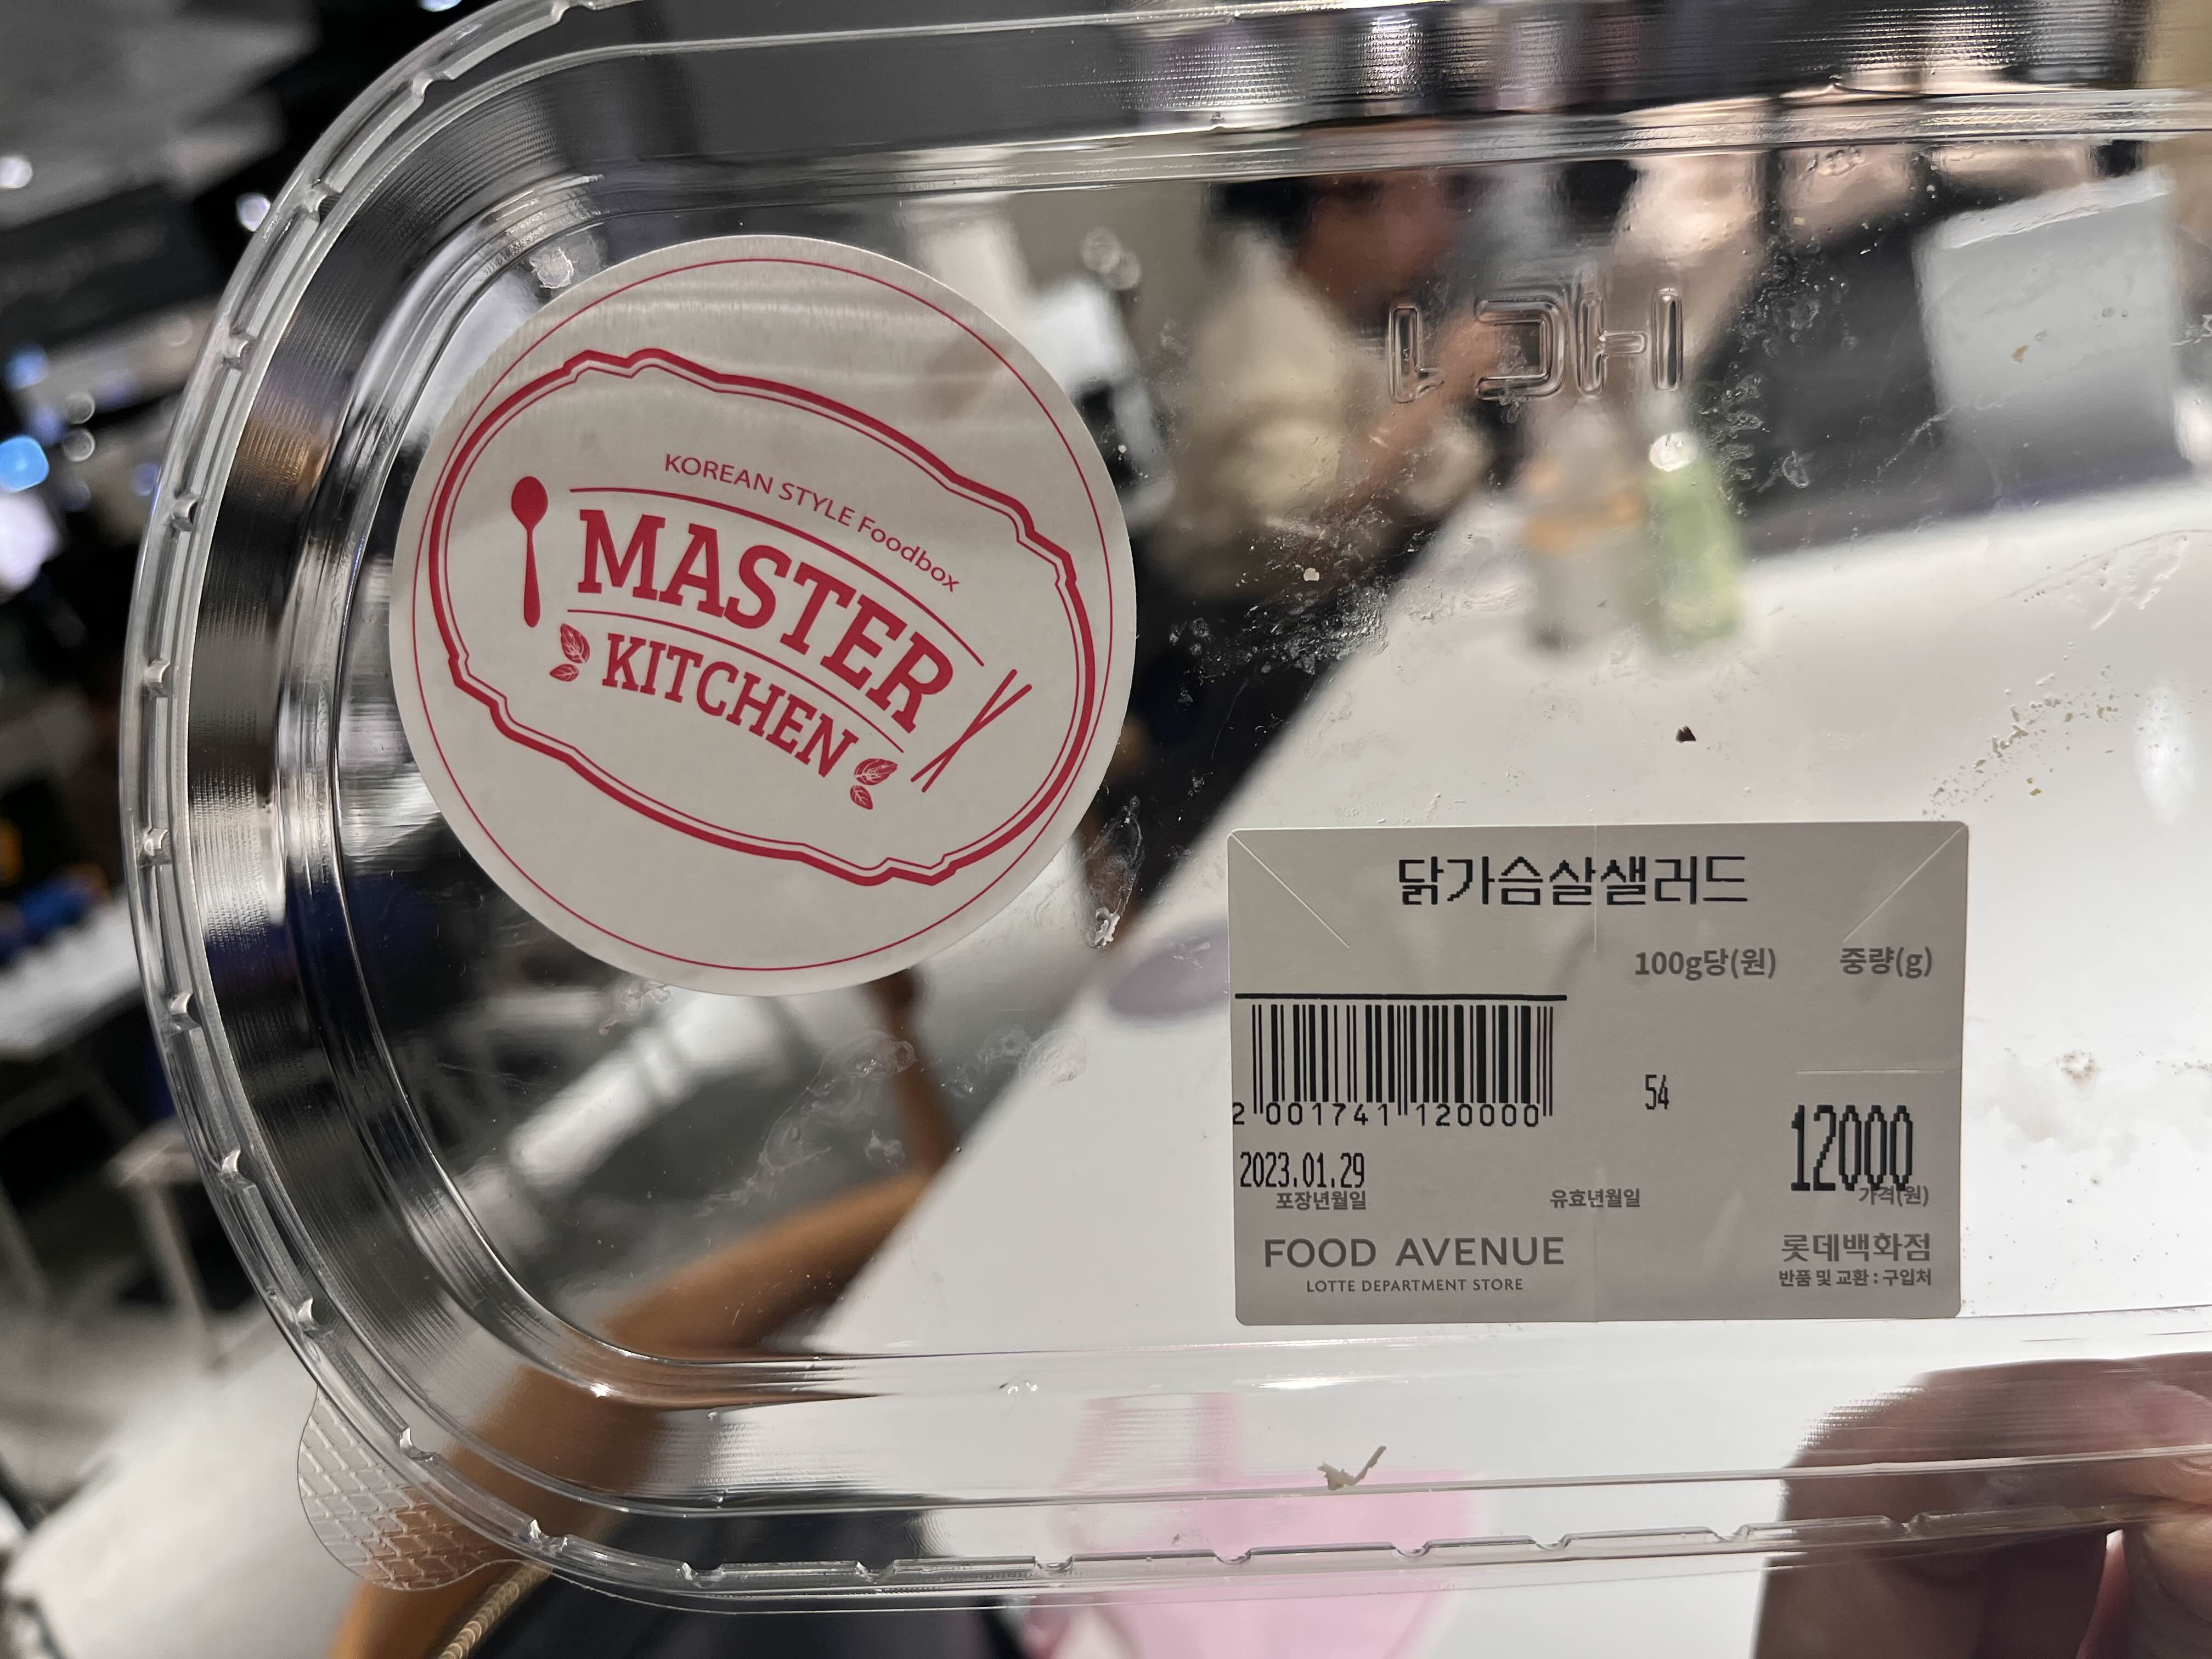 KOREAN STYLE Foodbox
MASTER
KITCHEN
닭가슴살샐러드
100g당(원) 중량(g)
2 001741 120000
54
12000
2023.01.29
포장년월일 유효년월일 가격(원)
FOOD AVENUE
LOTTE DEPARTMENT STORE
롯데백화점
반품 및 교환 : 구입처